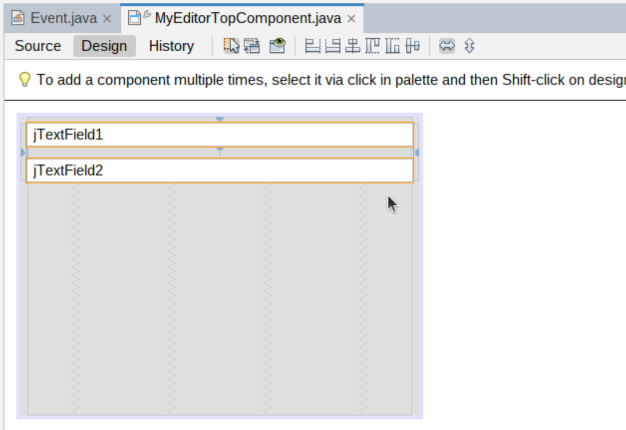 Event.java × MyEditorTopComponent.java ×
Source Design History
To add a component multiple times, select it via click in palette and then Shift-click on
jTextField1
jTextField2